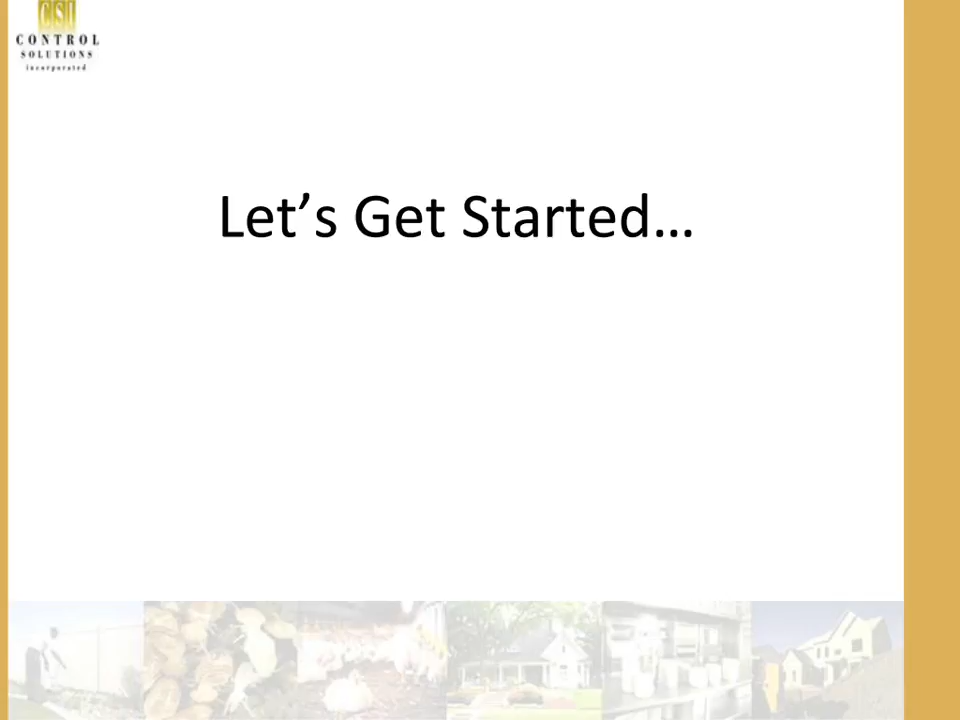 CSI
CONTROL
SOLUTIONS
incorporated
Let’s Get Started…